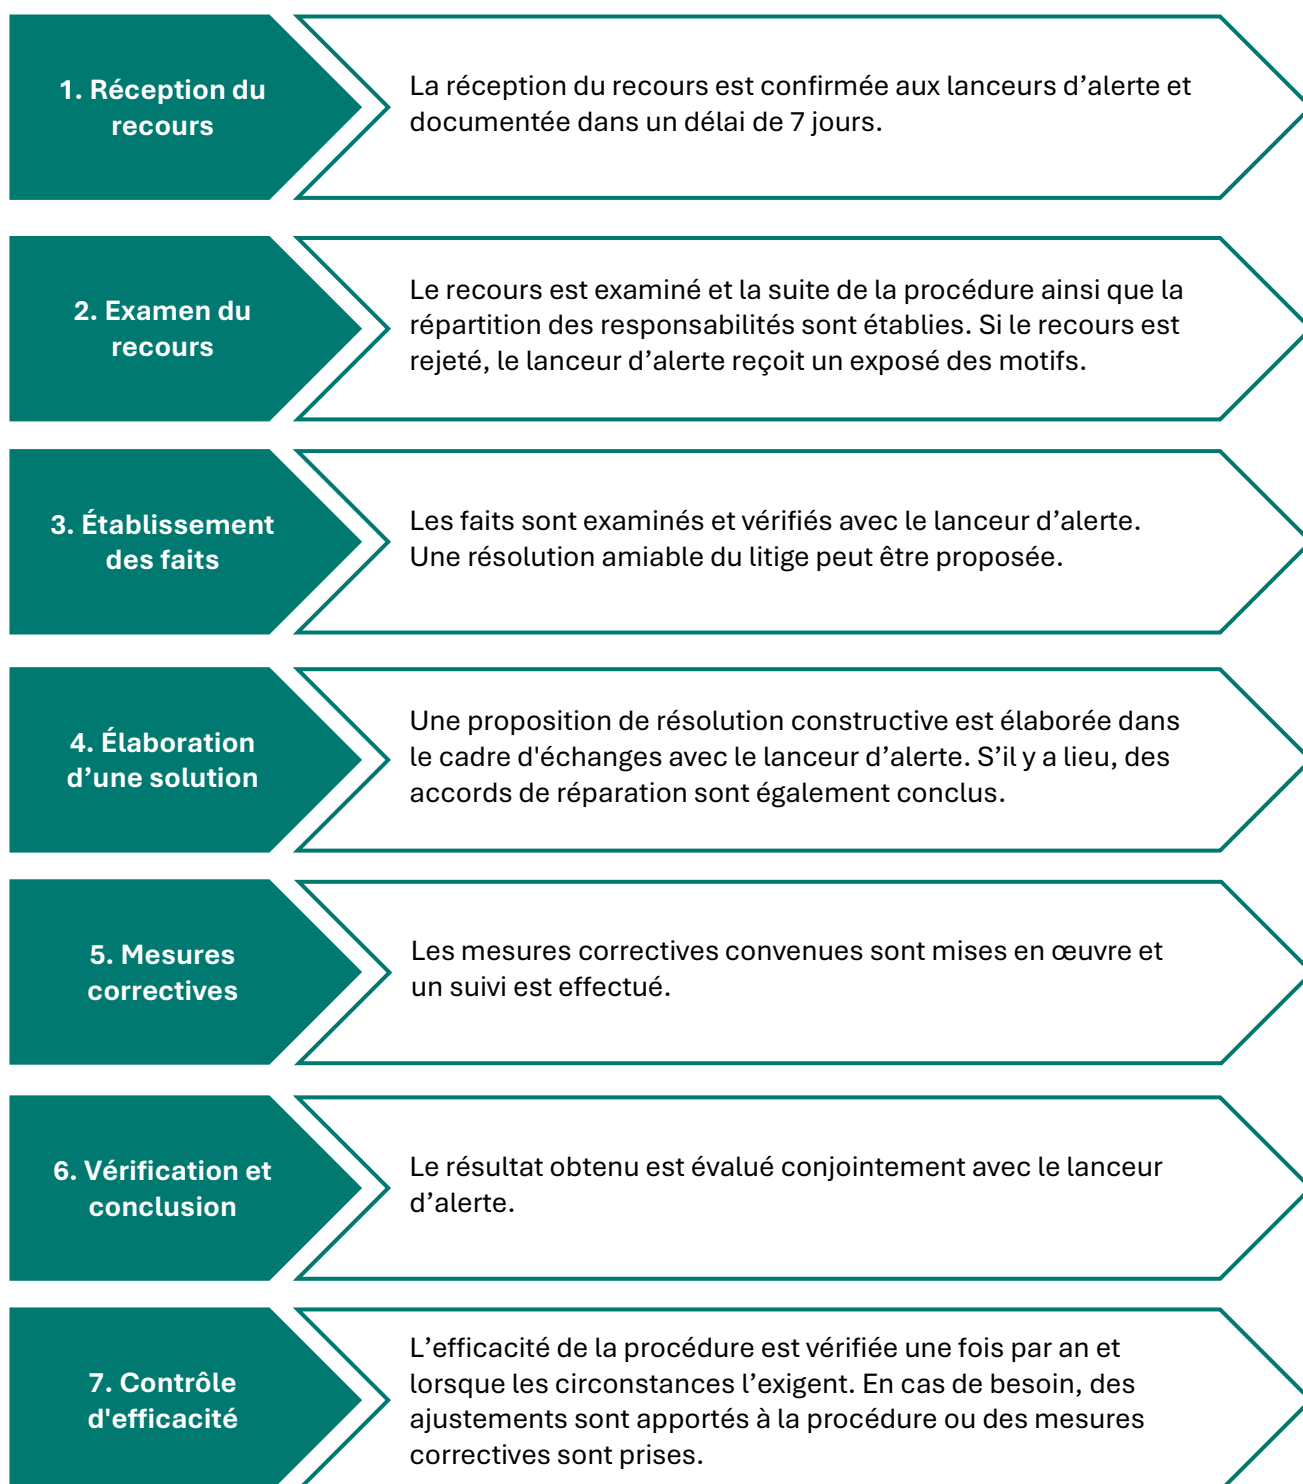 1. Réception du
recours
La réception du recours est confirmée aux lanceurs d’alerte et
documentée dans un délai de 7 jours.
2. Examen du
recours
Le recours est examiné et la suite de la procédure ainsi que la
répartition des responsabilités sont établies. Si le recours est
rejeté, le lanceur d’alerte reçoit un exposé des motifs.
3. Établissement
des faits
Les faits sont examinés et vérifiés avec le lanceur d’alerte.
Une résolution amiable du litige peut être proposée.
4. Élaboration
d’une solution
Une proposition de résolution constructive est élaborée dans
le cadre d'échanges avec le lanceur d’alerte. S’il y a lieu, des
accords de réparation sont également conclus.
5. Mesures
correctives
Les mesures correctives convenues sont mises en œuvre et
un suivi est effectué.
6. Vérification et
conclusion
Le résultat obtenu est évalué conjointement avec le lanceur
d’alerte.
7. Contrôle
d'efficacité
L’efficacité de la procédure est vérifiée une fois par an et
lorsque les circonstances l’exigent. En cas de besoin, des
ajustements sont apportés à la procédure ou des mesures
correctives sont prises.